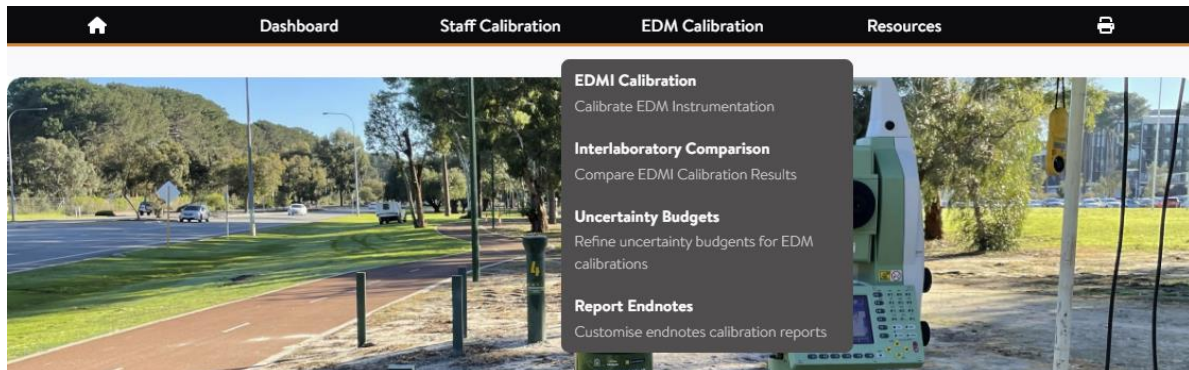 Dashboard
Staff Calibration
EDM Calibration
Resources
EDMI Calibration
Calibrate EDM Instrumentation
Interlaboratory Comparison
Compare EDMI Calibration Results
Uncertainty Budgets
Refine uncertainty budgents for EDM
calibrations
Report Endnotes
Customise endnotes calibration reports
4